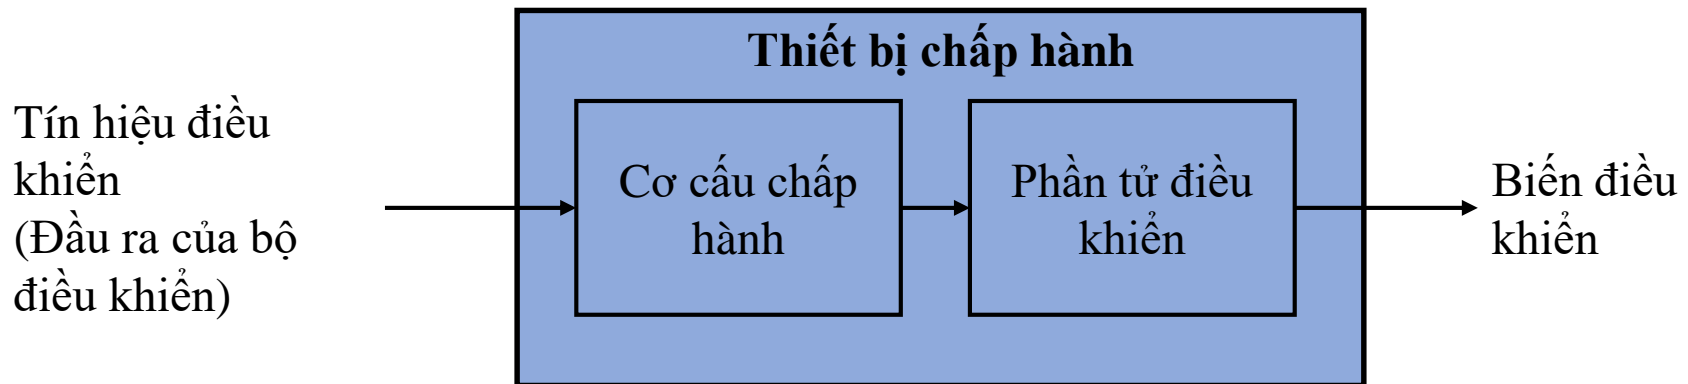 Thiết bị chấp hành
Tín hiệu điều
khiển
(Đầu ra của bộ
điều khiển)
Cơ cấu chấp
hành
Phần tử điều
khiển
Biến điều
khiển